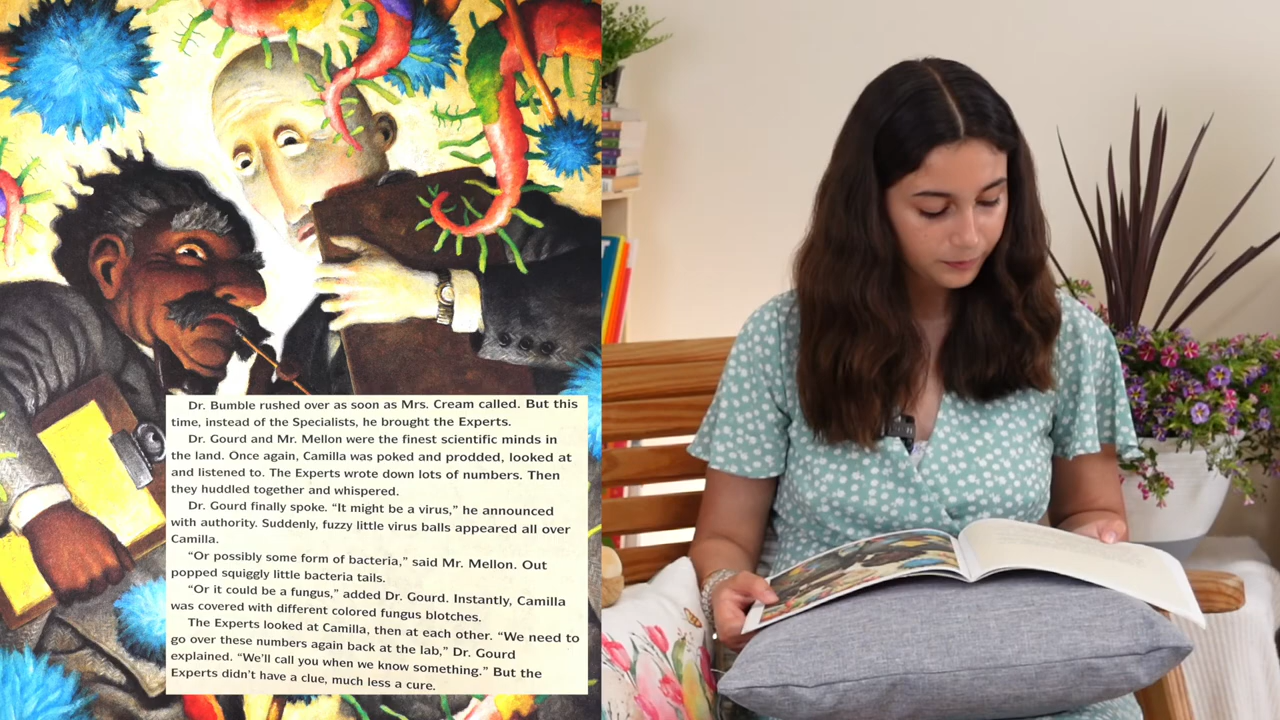 Dr. Bumble rushed over as soon as Mrs. Cream called. But this
time, instead of the Specialists, he brought the Experts.
Dr. Gourd and Mr. Mellon were the finest scientific minds in
the land. Once again, Camilla was poked and prodded, looked at
and listened to. The Experts wrote down lots of numbers. Then
they huddled together and whispered.
Dr. Gourd finally spoke. “It might be a virus,” he announced
with authority. Suddenly, fuzzy little virus balls appeared all over
Camilla.
“Or possibly some form of bacteria,” said Mr. Mellon. Out
popped squiggly little bacteria tails.
“Or it could be a fungus,” added Dr. Gourd. Instantly, Camilla
was covered with different colored fungus blotches.
The Experts looked at Camilla, then at each other. “We need to
go over these numbers again back at the lab,” Dr. Gourd
explained. “We’ll call you when we know something.” But the
Experts didn’t have a clue, much less a cure.